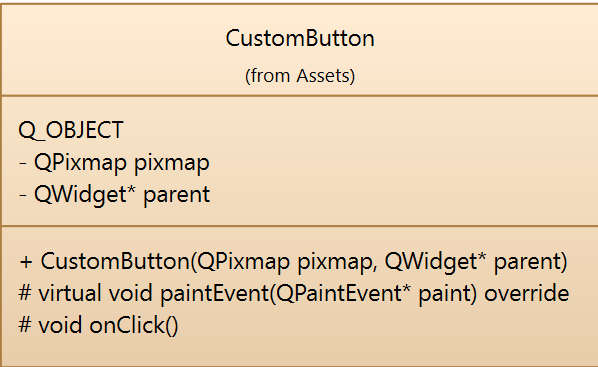 CustomButton
(from Assets)
Q_OBJECT
- QPixmap pixmap
- QWidget* parent
+ CustomButton(QPixmap pixmap, QWidget* parent)
# virtual void paintEvent(QPaintEvent* paint) override
# void onClick()